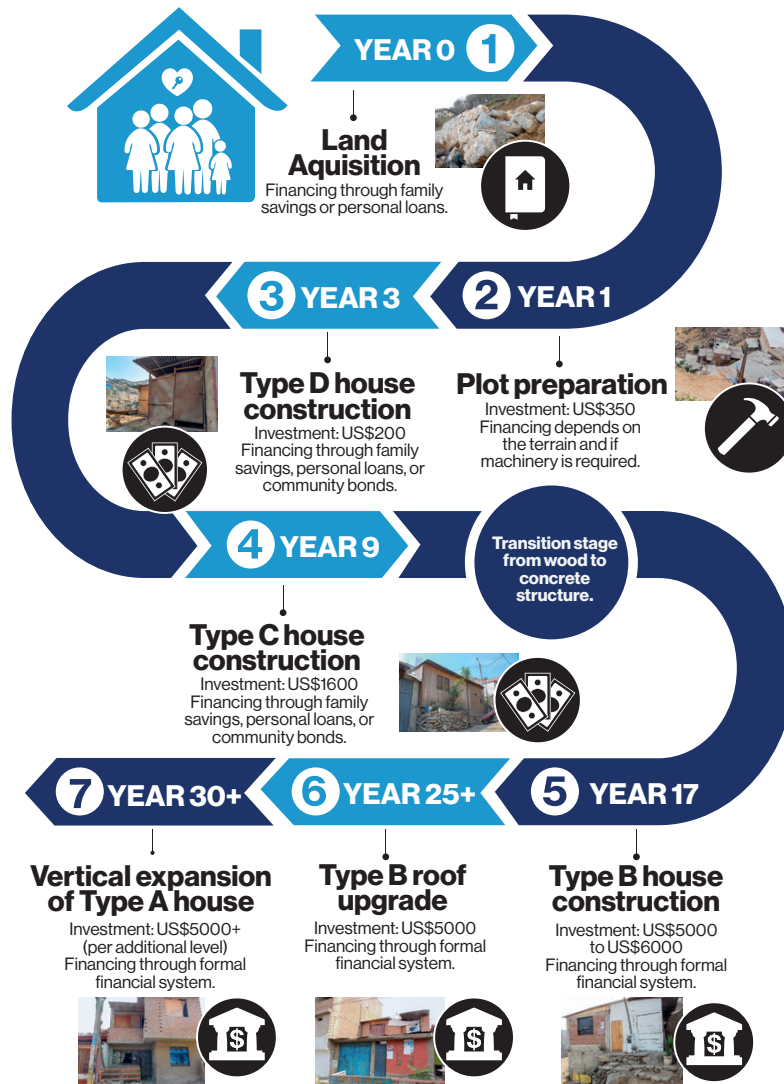 YEAR 0 1
Land
Aquisition
Financing through family
savings or personal loans.
2 YEAR 1
Plot preparation
Investment: US$350
Financing depends on
the terrain and if
machinery is required.
3 YEAR 3
Type D house
construction
Investment: US$200
Financing through family
savings, personal loans, or
community bonds.
4 YEAR 9
Type C house
construction
Investment: US$1600
Financing through family
savings, personal loans, or
community bonds.
Transition stage
from wood to
concrete
structure.
5 YEAR 17
Type B house
construction
Investment: US$5000
to US$6000
Financing through formal
financial system.
$
6 YEAR 25+
Type B roof
upgrade
Investment: US$5000
Financing through formal
financial system.
$
7 YEAR 30+
Vertical expansion
of Type A house
Investment: US$5000+
(per additional level)
Financing through formal
financial system.
$